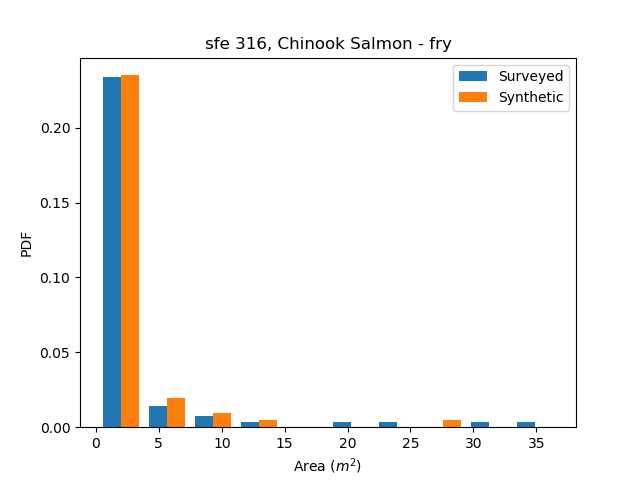 sfe 316, Chinook Salmon - fry
Surveyed
Synthetic
0.20
0.15
0.10
0.05
0.00
PDF
0 5 10 15 20 25 30 35
Area (m²)